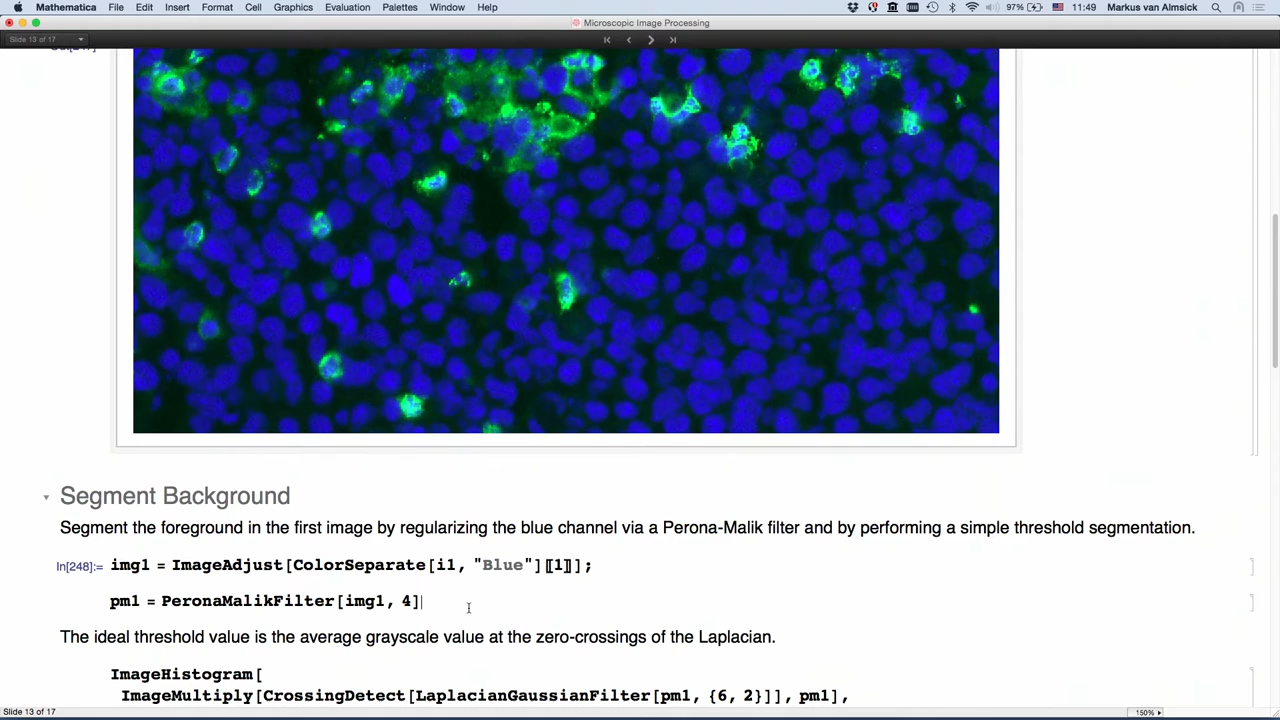 Mathematica File Edit Insert Format Cell Graphics Evaluation Palettes Window Help 97% 11:49 Markus van Almsick
Microscopic Image Processing
Slide 13 of 17
Segment Background
Segment the foreground in the first image by regularizing the blue channel via a Perona-Malik filter and by performing a simple threshold segmentation.
In[248]:= img1 = ImageAdjust[ColorSeparate[i1, "Blue"][[1]]];
pm1 = PeronaMalikFilter[img1, 4]
The ideal threshold value is the average grayscale value at the zero-crossings of the Laplacian.
ImageHistogram[
ImageMultiply[CrossingDetect[LaplacianGaussianFilter[pm1, {6, 2}]], pm1],
Slide 13 of 17 150%